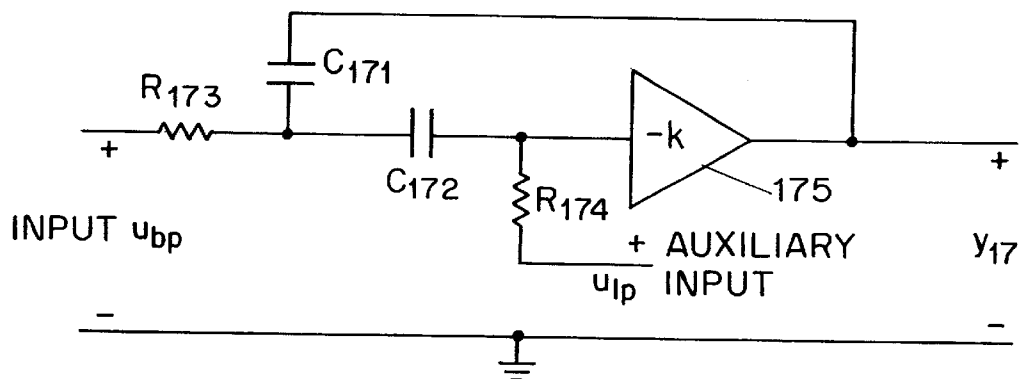 C171
R173
-k
C172
175
R174
INPUT ubp
+ AUXILIARY
ulp INPUT
y17
+
+
-
-